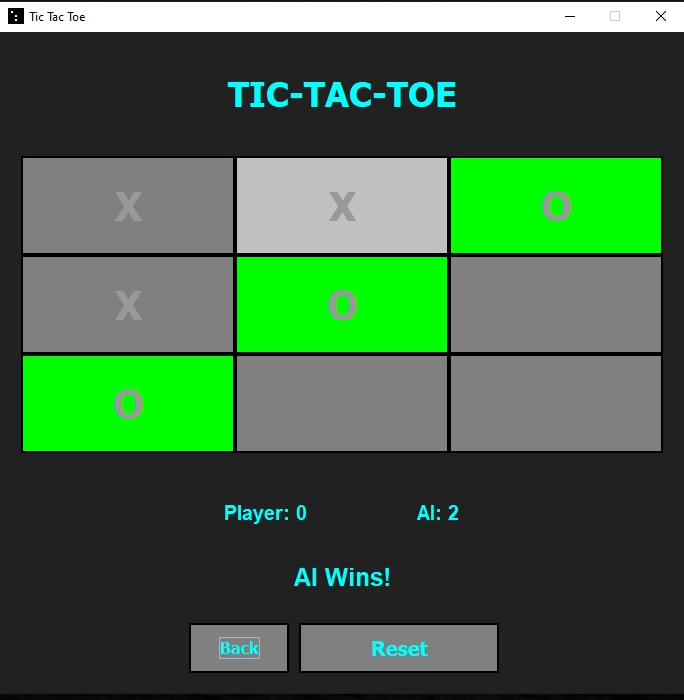 Tic Tac Toe
TIC-TAC-TOE
X X O
X O
O
Player: 0 AI: 2
AI Wins!
Back Reset